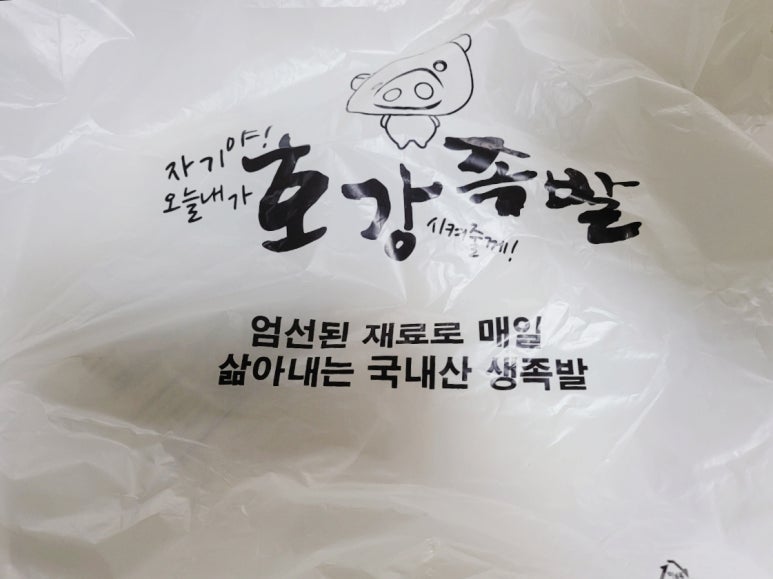 자기야!
오늘내가
호강족발
시켜줄께!
엄선된 재료로 매일
삶아내는 국내산 생족발